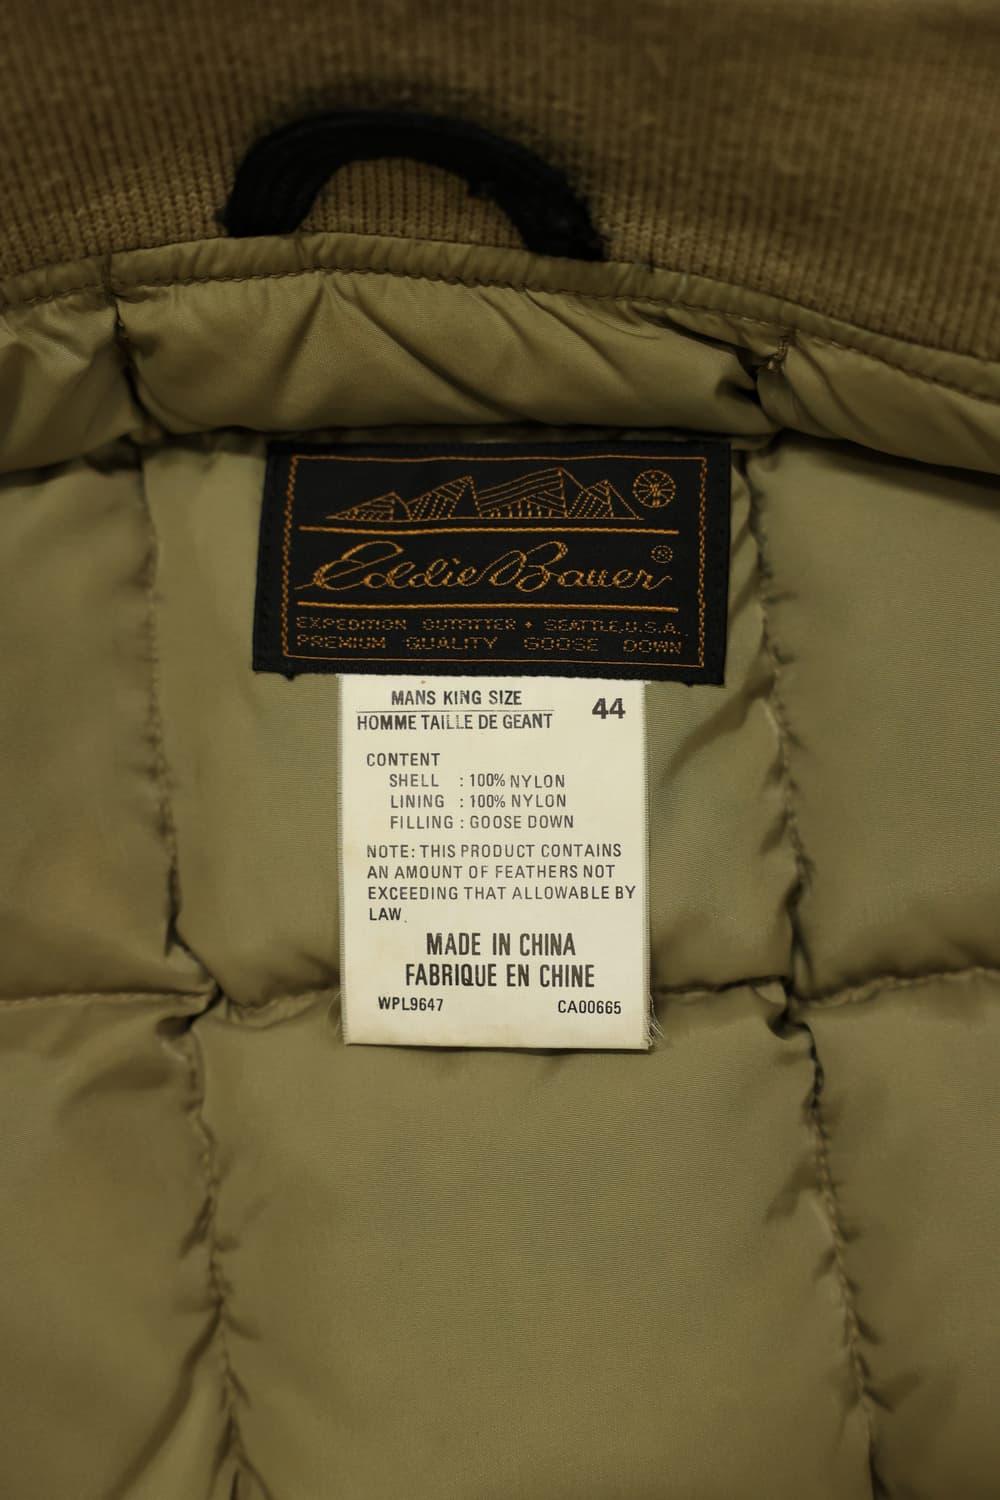 Eddie Bauer ®
EXPEDITION OUTFITTER • SEATTLE, U.S.A.
PREMIUM QUALITY GOOSE DOWN
MANS KING SIZE 44
HOMME TAILLE DE GEANT
CONTENT
SHELL : 100% NYLON
LINING : 100% NYLON
FILLING : GOOSE DOWN
NOTE: THIS PRODUCT CONTAINS
AN AMOUNT OF FEATHERS NOT
EXCEEDING THAT ALLOWABLE BY
LAW.
MADE IN CHINA
FABRIQUE EN CHINE
WPL9647 CA00665